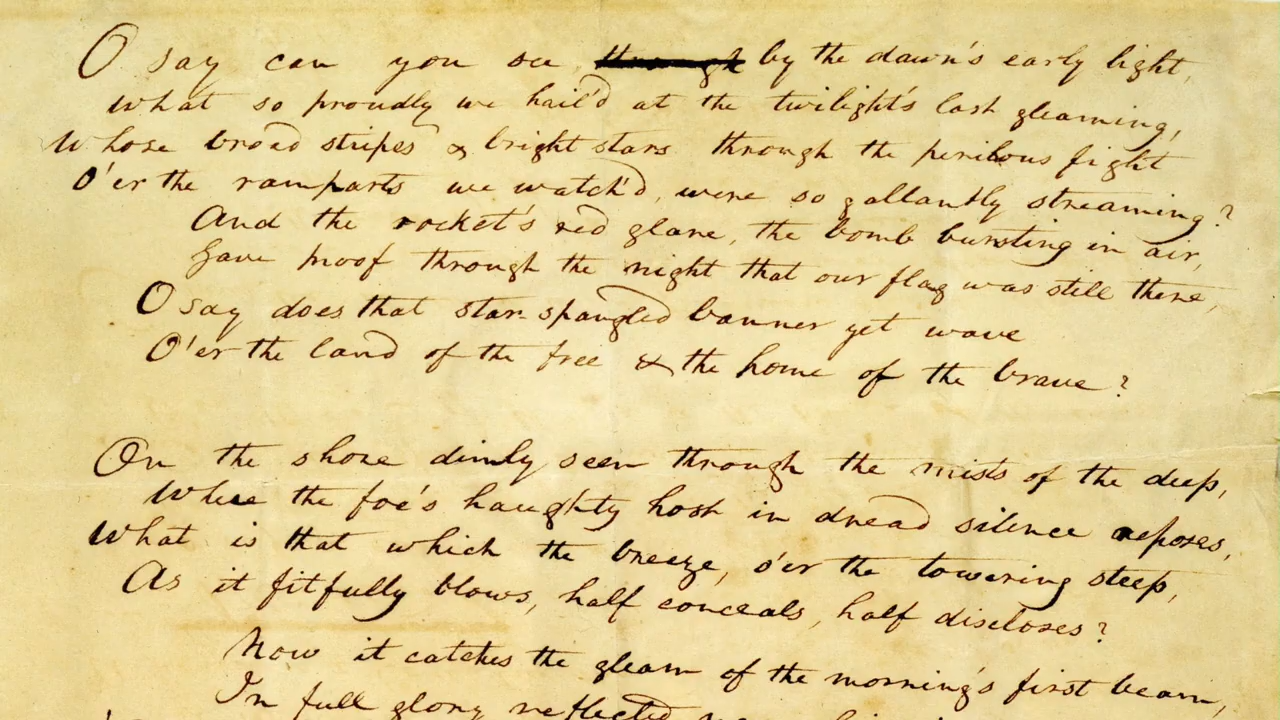 O say can you see ~~through~~ by the dawn's early light,
What so proudly we hail'd at the twilight's last gleaming,
Whose broad stripes & bright stars through the perilous fight
O'er the ramparts we watch'd, were so gallantly streaming?
And the rocket's red glare, the bomb bursting in air,
Gave proof through the night that our flag was still there,
O say does that star-spangled banner yet wave
O'er the land of the free & the home of the brave?
On the shore dimly seen through the mists of the deep,
Where the foe's haughty host in dread silence reposes,
What is that which the breeze, o'er the towering steep,
As it fitfully blows, half conceals, half discloses?
Now it catches the gleam of the morning's first beam,
In full glory reflected